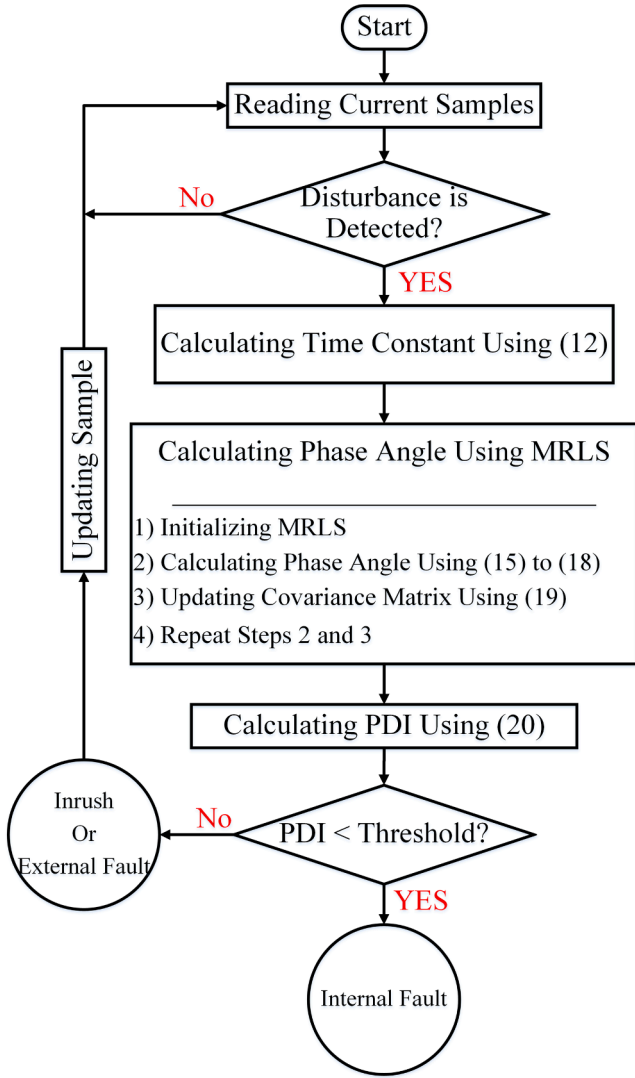 Start
Reading Current Samples
No
Disturbance is
Detected?
YES
Calculating Time Constant Using (12)
Updating Sample
Calculating Phase Angle Using MRLS
1) Initializing MRLS
2) Calculating Phase Angle Using (15) to (18)
3) Updating Covariance Matrix Using (19)
4) Repeat Steps 2 and 3
Calculating PDI Using (20)
Inrush
Or
External Fault
No
PDI < Threshold?
YES
Internal Fault